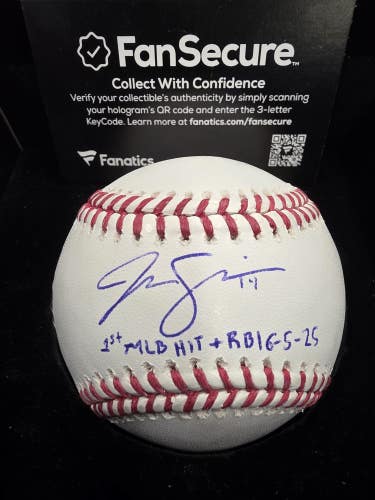 FanSecure™
Collect With Confidence
Verify your collectible's authenticity by simply scanning
your hologram's QR code and enter the 3-letter
KeyCode. Learn more at fanatics.com/fansecure
Fanatics
14
1st MLB HIT + RBI 6-5-25